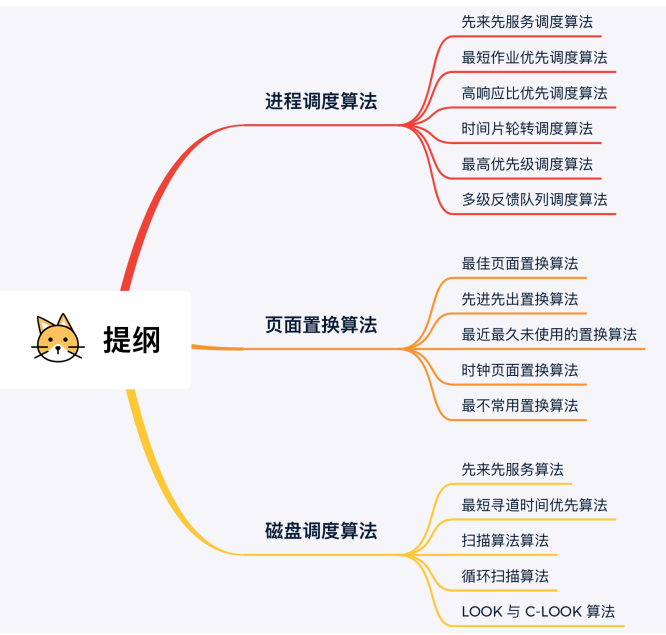 提纲
进程调度算法
先来先服务调度算法
最短作业优先调度算法
高响应比优先调度算法
时间片轮转调度算法
最高优先级调度算法
多级反馈队列调度算法
页面置换算法
最佳页面置换算法
先进先出置换算法
最近最久未使用的置换算法
时钟页面置换算法
最不常用置换算法
磁盘调度算法
先来先服务算法
最短寻道时间优先算法
扫描算法算法
循环扫描算法
LOOK 与 C-LOOK 算法